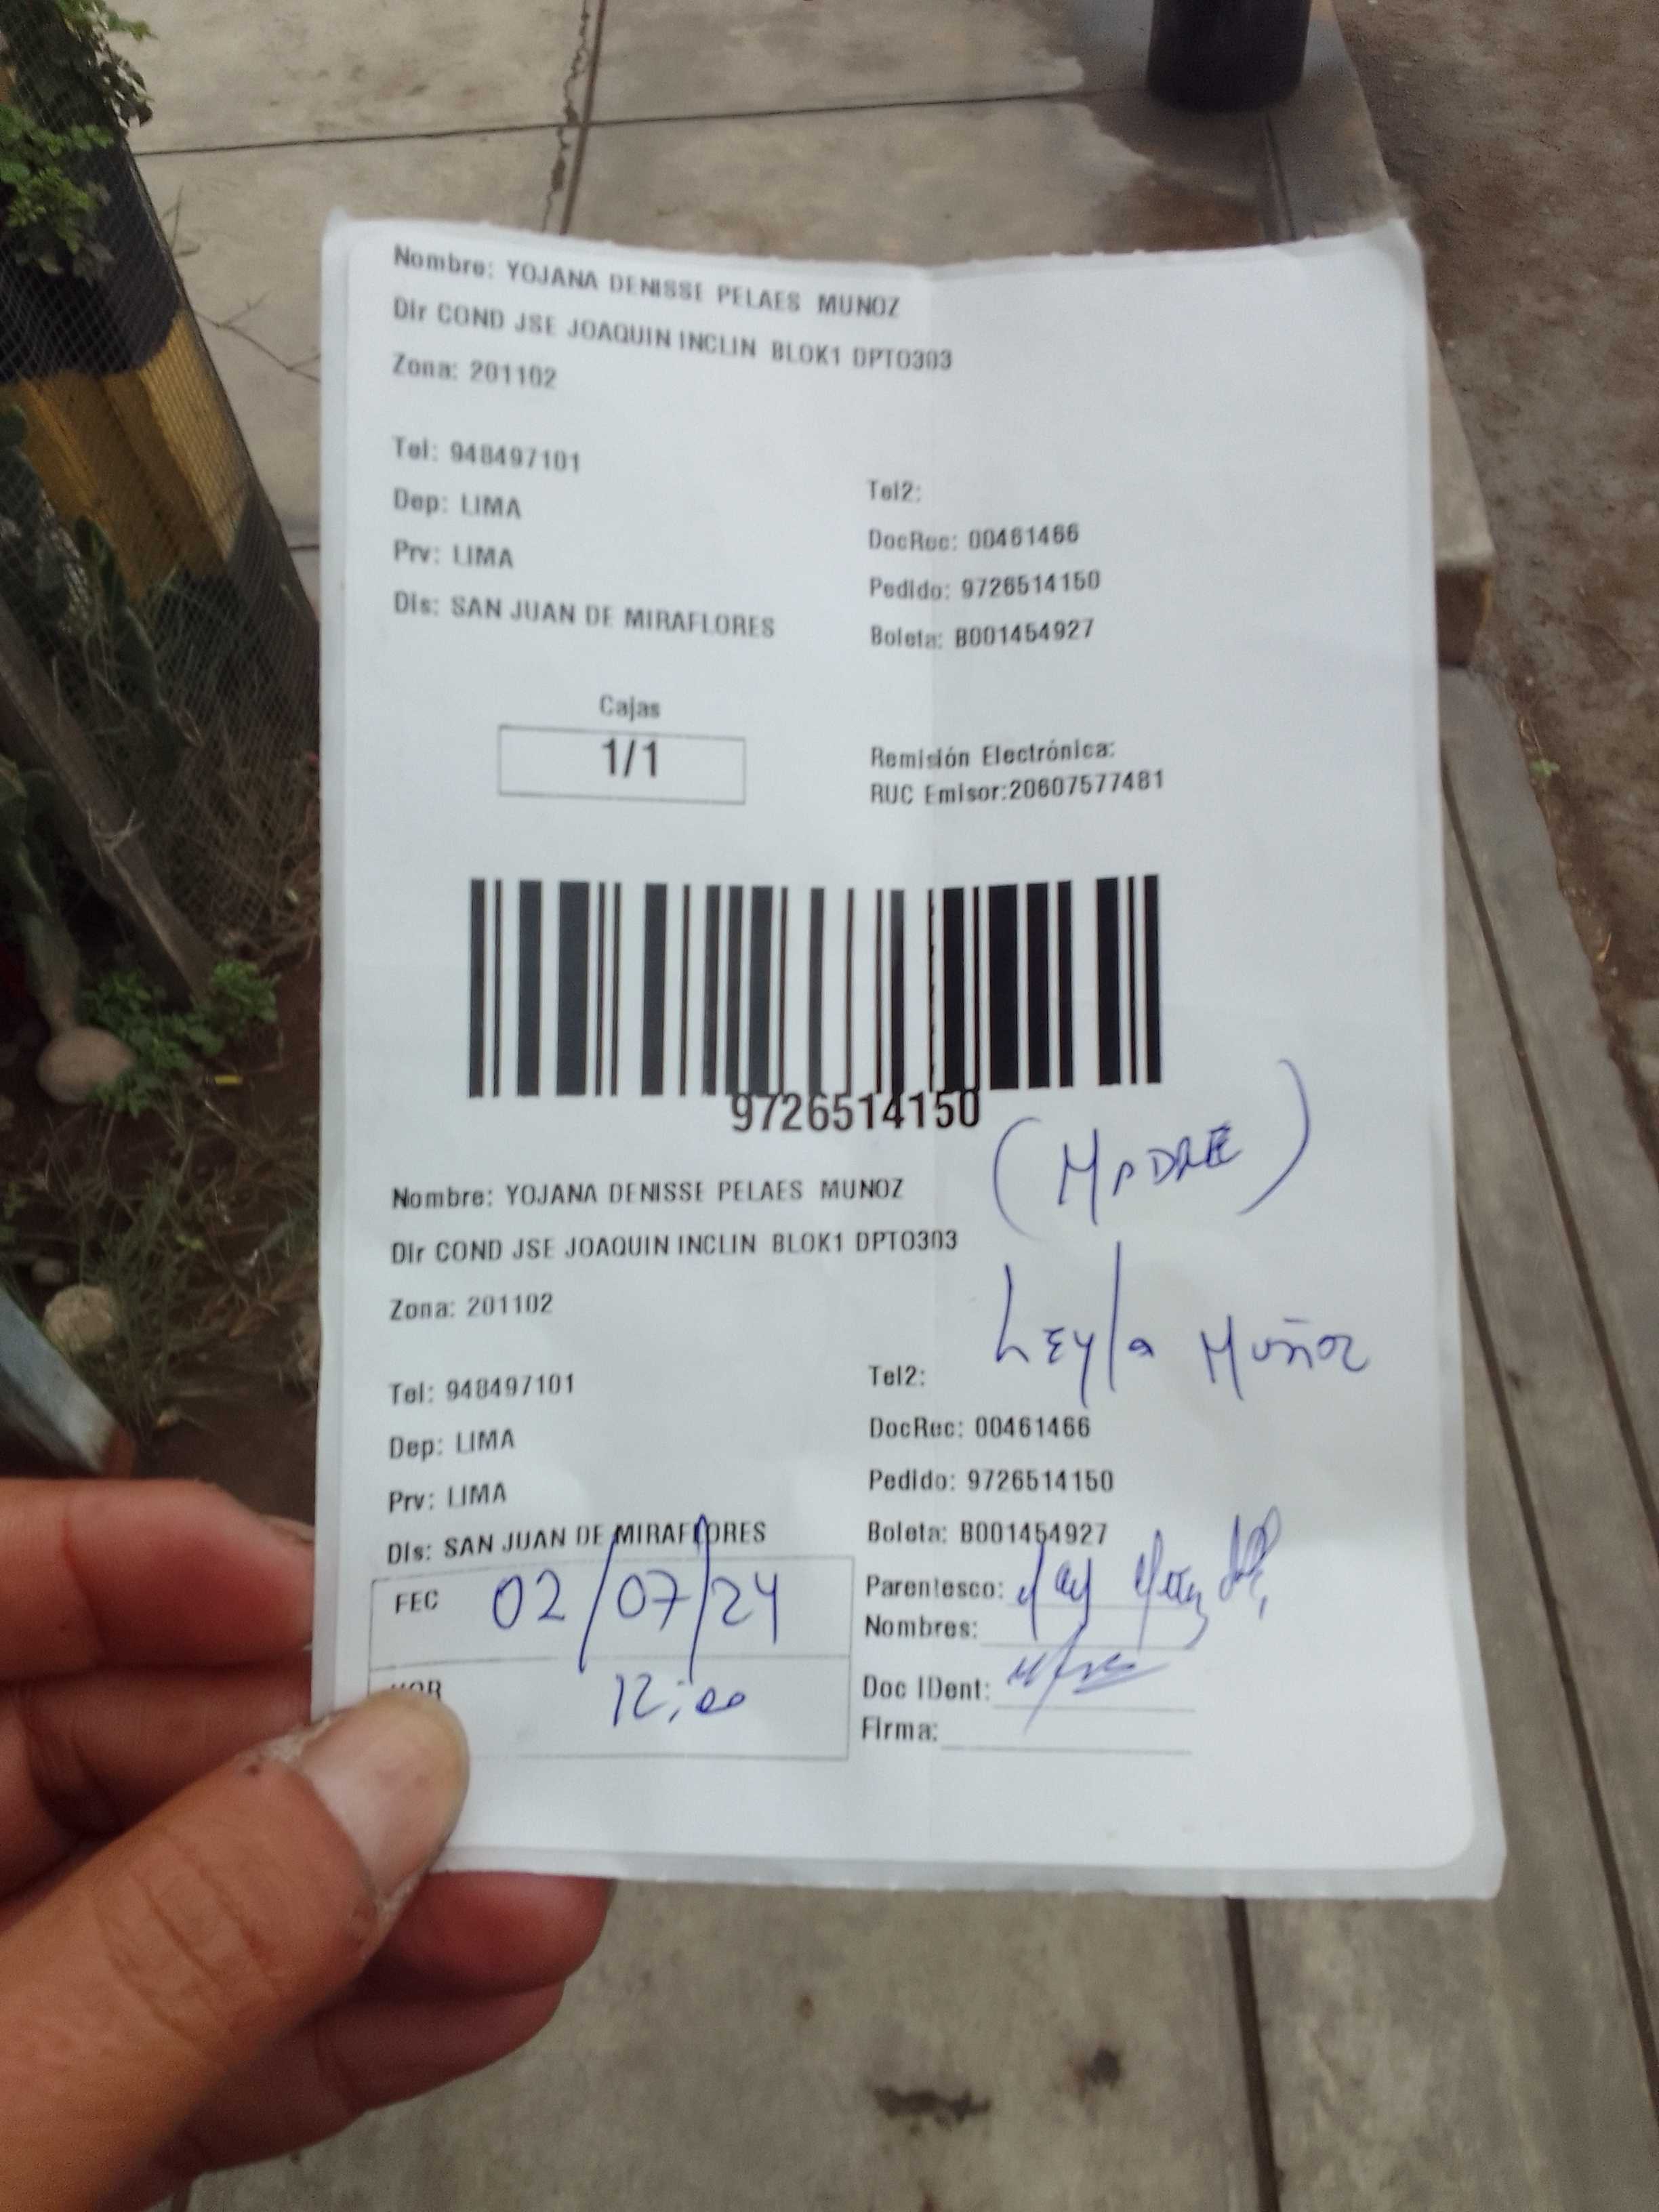 Nombre: YOJANA DENISSE PELAES MUNOZ
Dir COND JSE JOAQUIN INCLIN BLOK1 DPTO303
Zona: 201102
Tel: 948497101
Tel2:
Dep: LIMA
DocRec: 00461466
Prv: LIMA
Pedido: 9726514150
Dis: SAN JUAN DE MIRAFLORES
Boleta: B001454927
Cajas
1/1
Remisión Electrónica:
RUC Emisor:20607577481
9726514150
(MADRE)
Nombre: YOJANA DENISSE PELAES MUNOZ
Dir COND JSE JOAQUIN INCLIN BLOK1 DPTO303
Zona: 201102
Leyla Muñoz
Tel: 948497101
Tel2:
Dep: LIMA
DocRec: 00461466
Prv: LIMA
Pedido: 9726514150
Dis: SAN JUAN DE MIRAFLORES
Boleta: B001454927
FEC 02/07/24
Parentesco:
Nombres:
HOR 12:00
Doc IDent:
Firma: